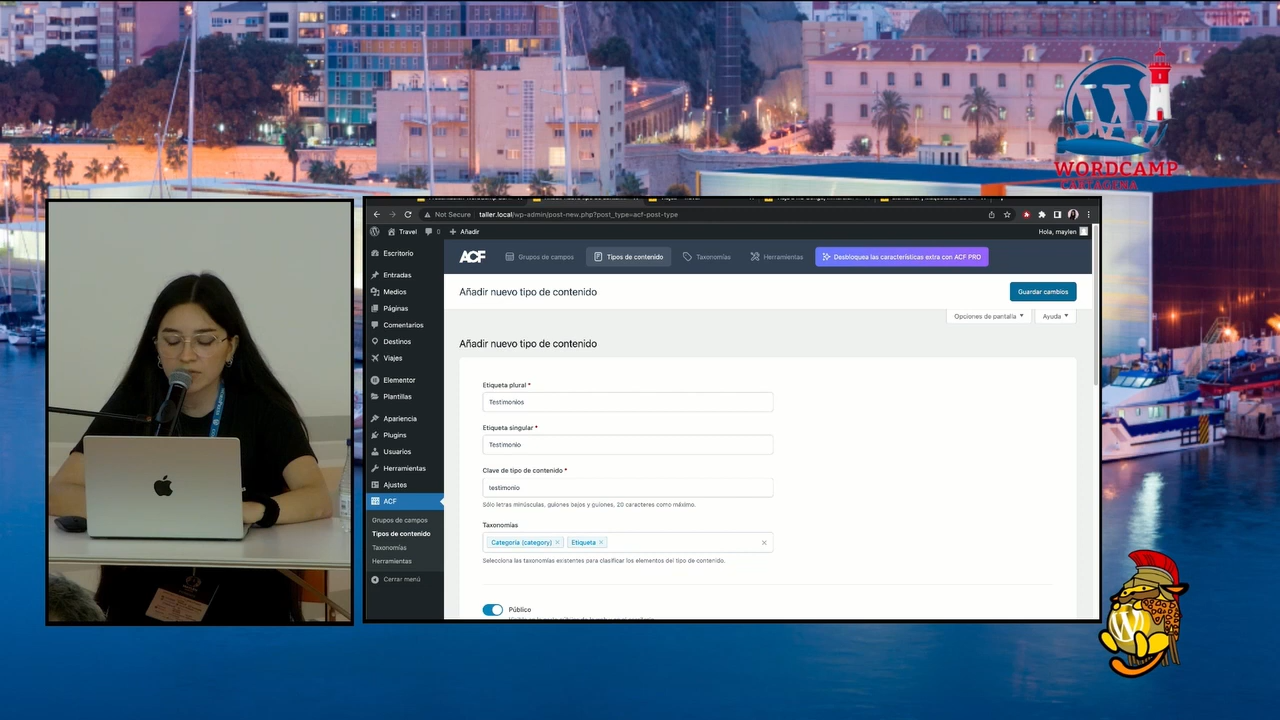 WORDCAMP
CARTAGENA
Not Secure
taller.local/wp-admin/post-new.php?post_type=acf-post-type
Travel
0
Añadir
Hola, maylen
Escritorio
Entradas
Medios
Páginas
Comentarios
Destinos
Viajes
Elementor
Plantillas
Apariencia
Plugins
Usuarios
Herramientas
Ajustes
ACF
Grupos de campos
Tipos de contenido
Taxonomías
Herramientas
Cerrar menú
ACF
Grupos de campos
Tipos de contenido
Taxonomías
Herramientas
Desbloquea las características extra con ACF PRO
Añadir nuevo tipo de contenido
Guardar cambios
Opciones de pantalla
Ayuda
Añadir nuevo tipo de contenido
Etiqueta plural *
Testimonios
Etiqueta singular *
Testimonio
Clave de tipo de contenido *
testimonio
Sólo letras minúsculas, guiones bajos y guiones, 20 caracteres como máximo.
Taxonomías
Categoría (category) ×
Etiqueta ×
Selecciona las taxonomías existentes para clasificar los elementos del tipo de contenido.
Público